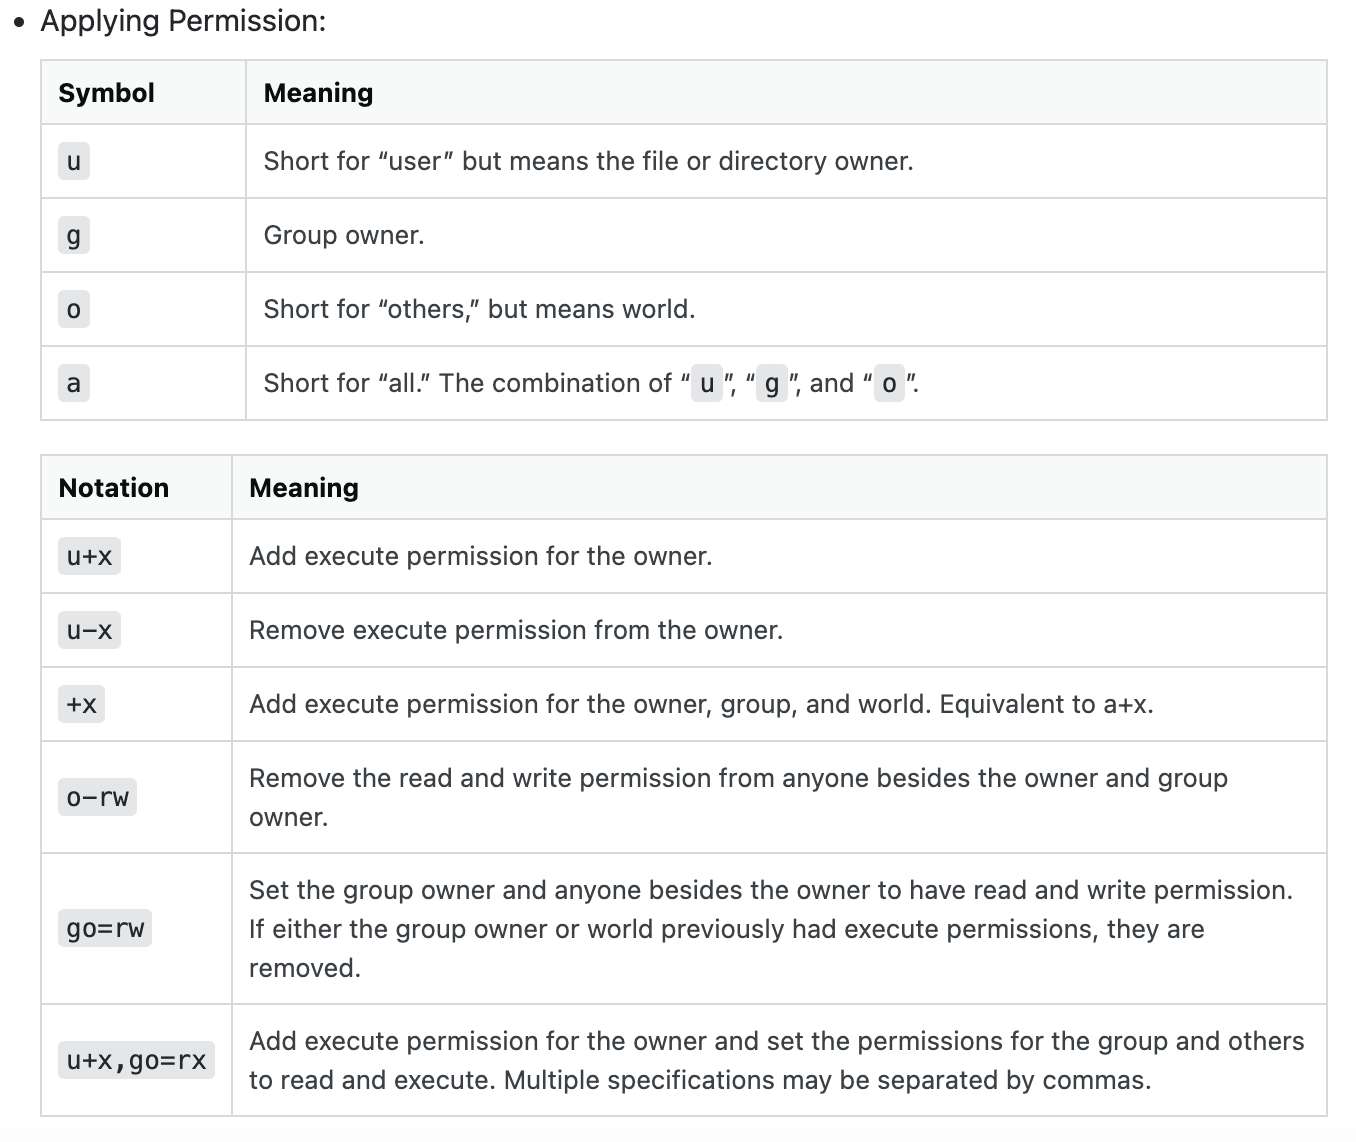 • Applying Permission:
Symbol Meaning
u Short for “user” but means the file or directory owner.
g Group owner.
o Short for “others,” but means world.
a Short for “all.” The combination of “ u ”, “ g ”, and “ o ”.
Notation Meaning
u+x Add execute permission for the owner.
u−x Remove execute permission from the owner.
+x Add execute permission for the owner, group, and world. Equivalent to a+x.
o−rw Remove the read and write permission from anyone besides the owner and group
owner.
go=rw Set the group owner and anyone besides the owner to have read and write permission.
If either the group owner or world previously had execute permissions, they are
removed.
u+x,go=rx Add execute permission for the owner and set the permissions for the group and others
to read and execute. Multiple specifications may be separated by commas.